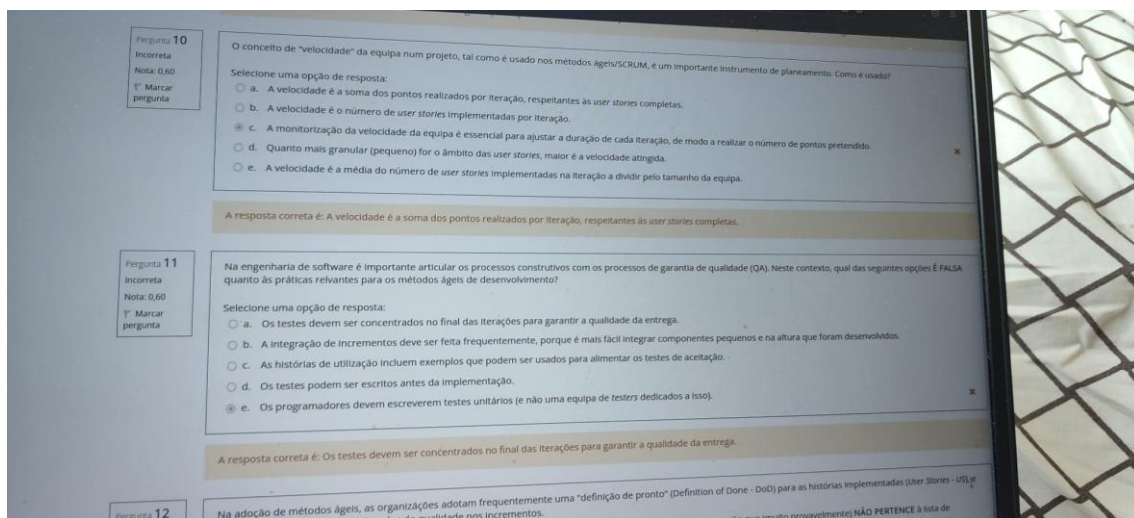 Pergunta 10
Incorreta
Nota: 0,60
Marcar
pergunta
O conceito de "velocidade" da equipa num projeto, tal como é usado nos métodos ágeis/SCRUM, é um importante instrumento de planeamento. Como é usado?
Selecione uma opção de resposta:
a. A velocidade é a soma dos pontos realizados por iteração, respeitantes às user stories completas.
b. A velocidade é o número de user stories implementadas por iteração.
c. A monitorização da velocidade da equipa é essencial para ajustar a duração de cada iteração, de modo a realizar o número de pontos pretendido.
d. Quanto mais granular (pequeno) for o âmbito das user stories, maior é a velocidade atingida.
e. A velocidade é a média do número de user stories implementadas na iteração a dividir pelo tamanho da equipa.
A resposta correta é: A velocidade é a soma dos pontos realizados por iteração, respeitantes às user stories completas.
Pergunta 11
Incorreta
Nota: 0,60
Marcar
pergunta
Na engenharia de software é importante articular os processos construtivos com os processos de garantia de qualidade (QA). Neste contexto, qual das seguintes opções É FALSA
quanto às práticas relvantes para os métodos ágeis de desenvolvimento?
Selecione uma opção de resposta:
a. Os testes devem ser concentrados no final das iterações para garantir a qualidade da entrega.
b. A integração de incrementos deve ser feita frequentemente, porque é mais fácil integrar componentes pequenos e na altura que foram desenvolvidos.
c. As histórias de utilização incluem exemplos que podem ser usados para alimentar os testes de aceitação.
d. Os testes podem ser escritos antes da implementação.
e. Os programadores devem escreverem testes unitários (e não uma equipa de testers dedicados a isso).
A resposta correta é: Os testes devem ser concentrados no final das iterações para garantir a qualidade da entrega.
Pergunta 12
Na adoção de métodos ágeis, as organizações adotam frequentemente uma "definição de pronto" (Definition of Done - DoD) para as histórias implementadas (User Stories - US),
qualidade nos incrementos.
(muito provavelmente) NÃO PERTENCE à lista de